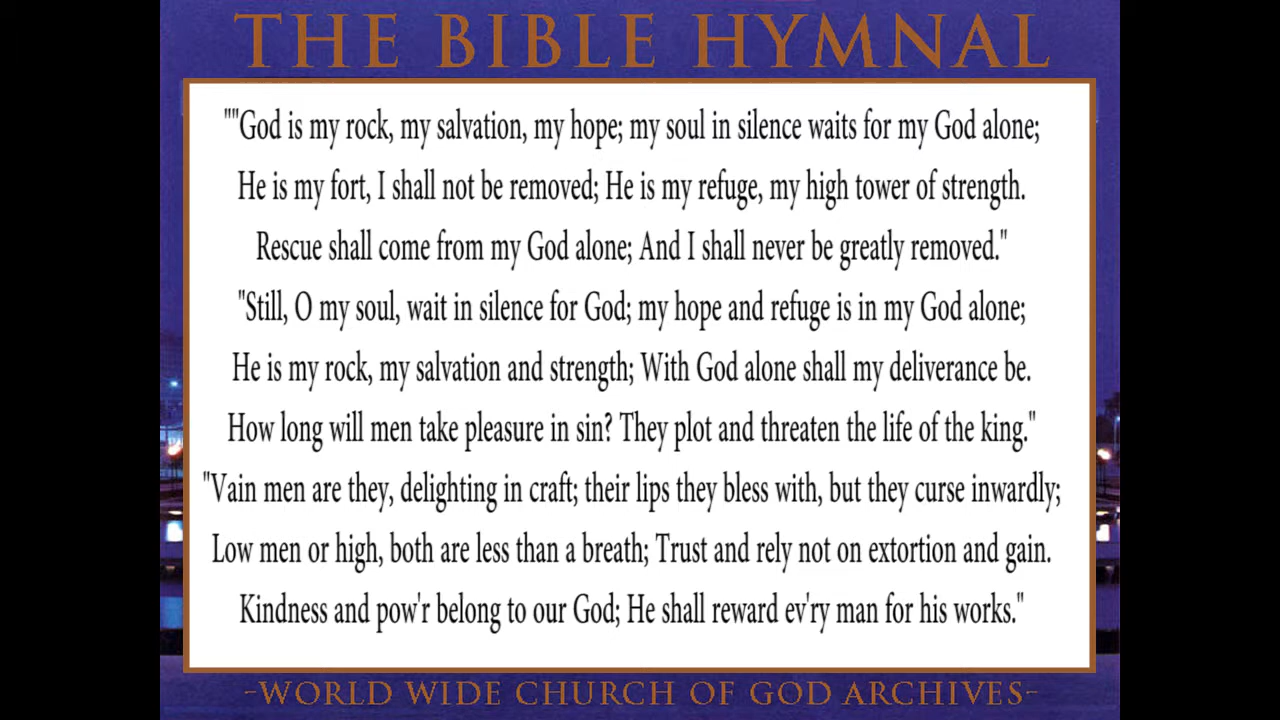 THE BIBLE HYMNAL
""God is my rock, my salvation, my hope; my soul in silence waits for my God alone;
He is my fort, I shall not be removed; He is my refuge, my high tower of strength.
Rescue shall come from my God alone; And I shall never be greatly removed."
"Still, O my soul, wait in silence for God; my hope and refuge is in my God alone;
He is my rock, my salvation and strength; With God alone shall my deliverance be.
How long will men take pleasure in sin? They plot and threaten the life of the king."
"Vain men are they, delighting in craft; their lips they bless with, but they curse inwardly;
Low men or high, both are less than a breath; Trust and rely not on extortion and gain.
Kindness and pow'r belong to our God; He shall reward ev'ry man for his works."
-WORLD WIDE CHURCH OF GOD ARCHIVES-